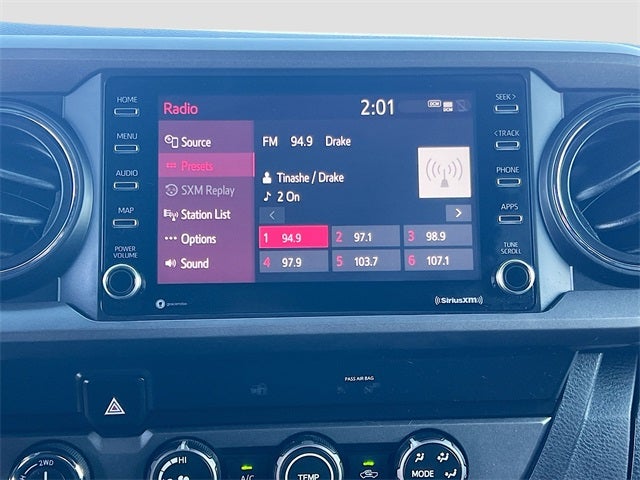 HOME
MENU
AUDIO
MAP
POWER
VOLUME
SEEK >
< TRACK
PHONE
APPS
TUNE
SCROLL
Radio
2:01
DCM
Source
Presets
SXM Replay
Station List
Options
Sound
FM 94.9 Drake
Tinashe / Drake
2 On
<
>
1 94.9
2 97.1
3 98.9
4 97.9
5 103.7
6 107.1
gracenote
((SiriusXM))
PASS AIR BAG
2WD
HI
A/C
TEMP
MODE